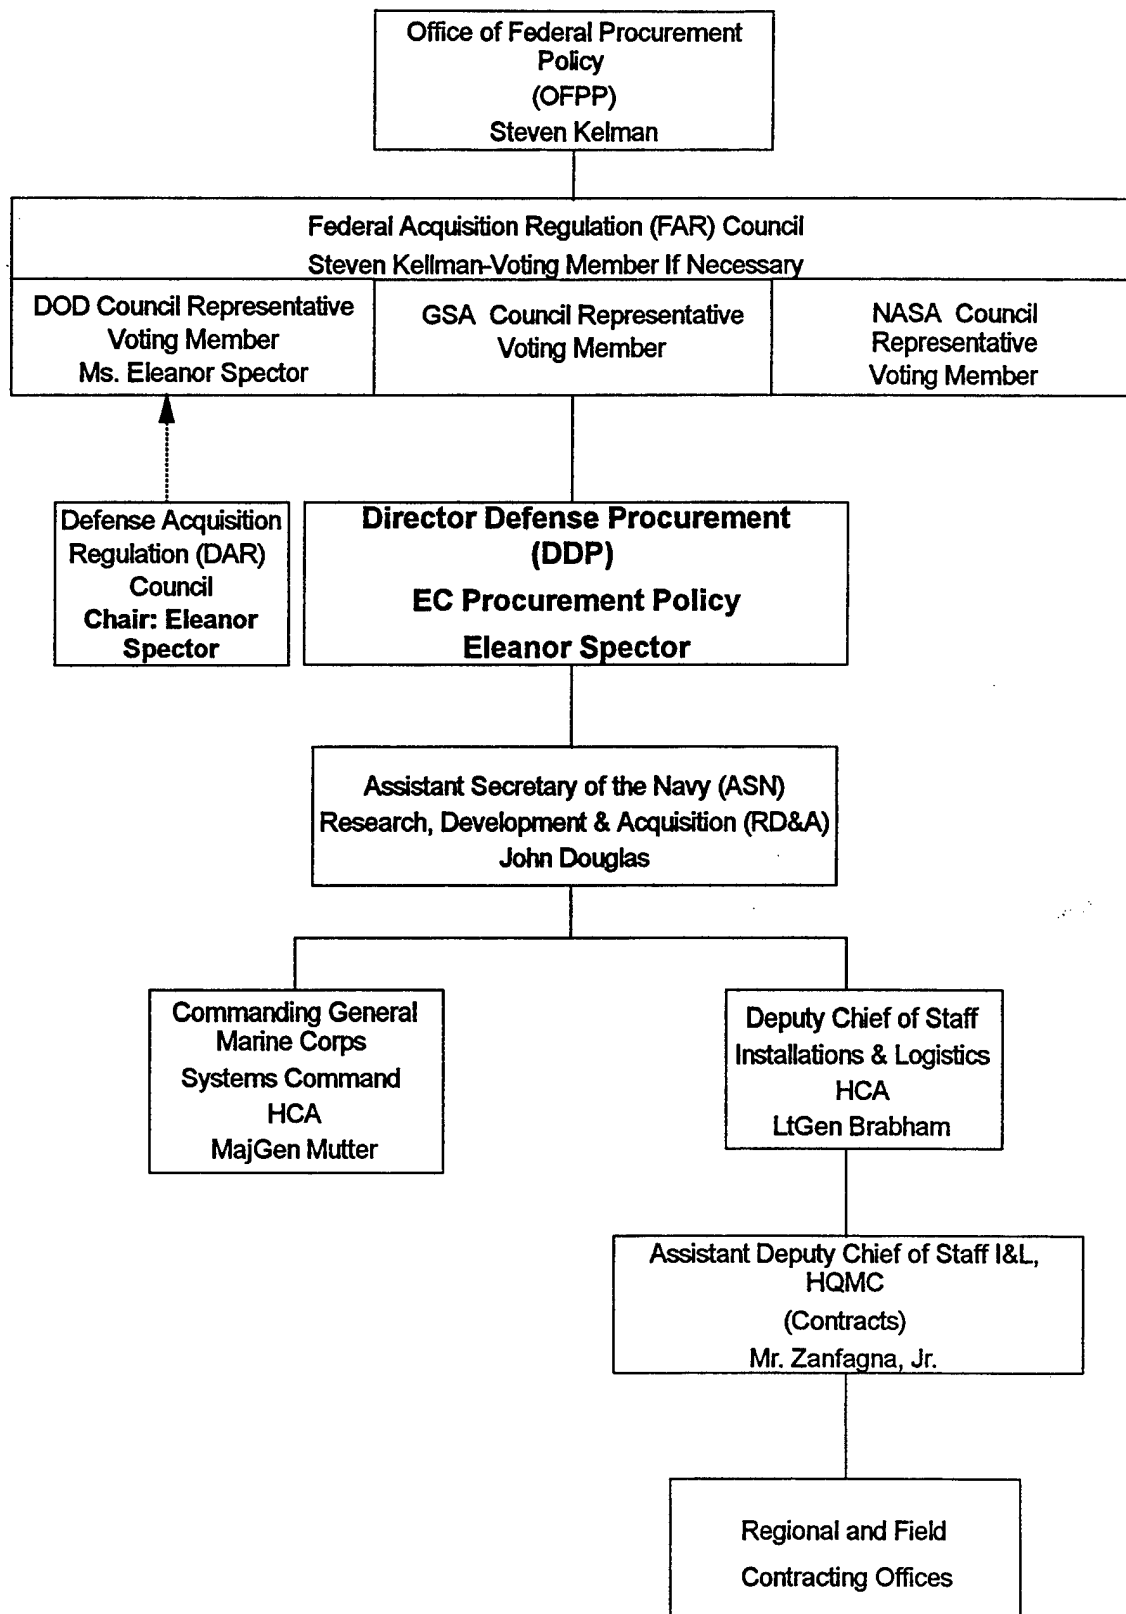 Office of Federal Procurement
Policy
(OFPP)
Steven Kelman
Federal Acquisition Regulation (FAR) Council
Steven Kellman-Voting Member If Necessary
DOD Council Representative
Voting Member
Ms. Eleanor Spector
GSA Council Representative
Voting Member
NASA Council
Representative
Voting Member
Defense Acquisition
Regulation (DAR)
Council
Chair: Eleanor
Spector
Director Defense Procurement
(DDP)
EC Procurement Policy
Eleanor Spector
Assistant Secretary of the Navy (ASN)
Research, Development & Acquisition (RD&A)
John Douglas
Commanding General
Marine Corps
Systems Command
HCA
MajGen Mutter
Deputy Chief of Staff
Installations & Logistics
HCA
LtGen Brabham
Assistant Deputy Chief of Staff I&L,
HQMC
(Contracts)
Mr. Zanfagna, Jr.
Regional and Field
Contracting Offices